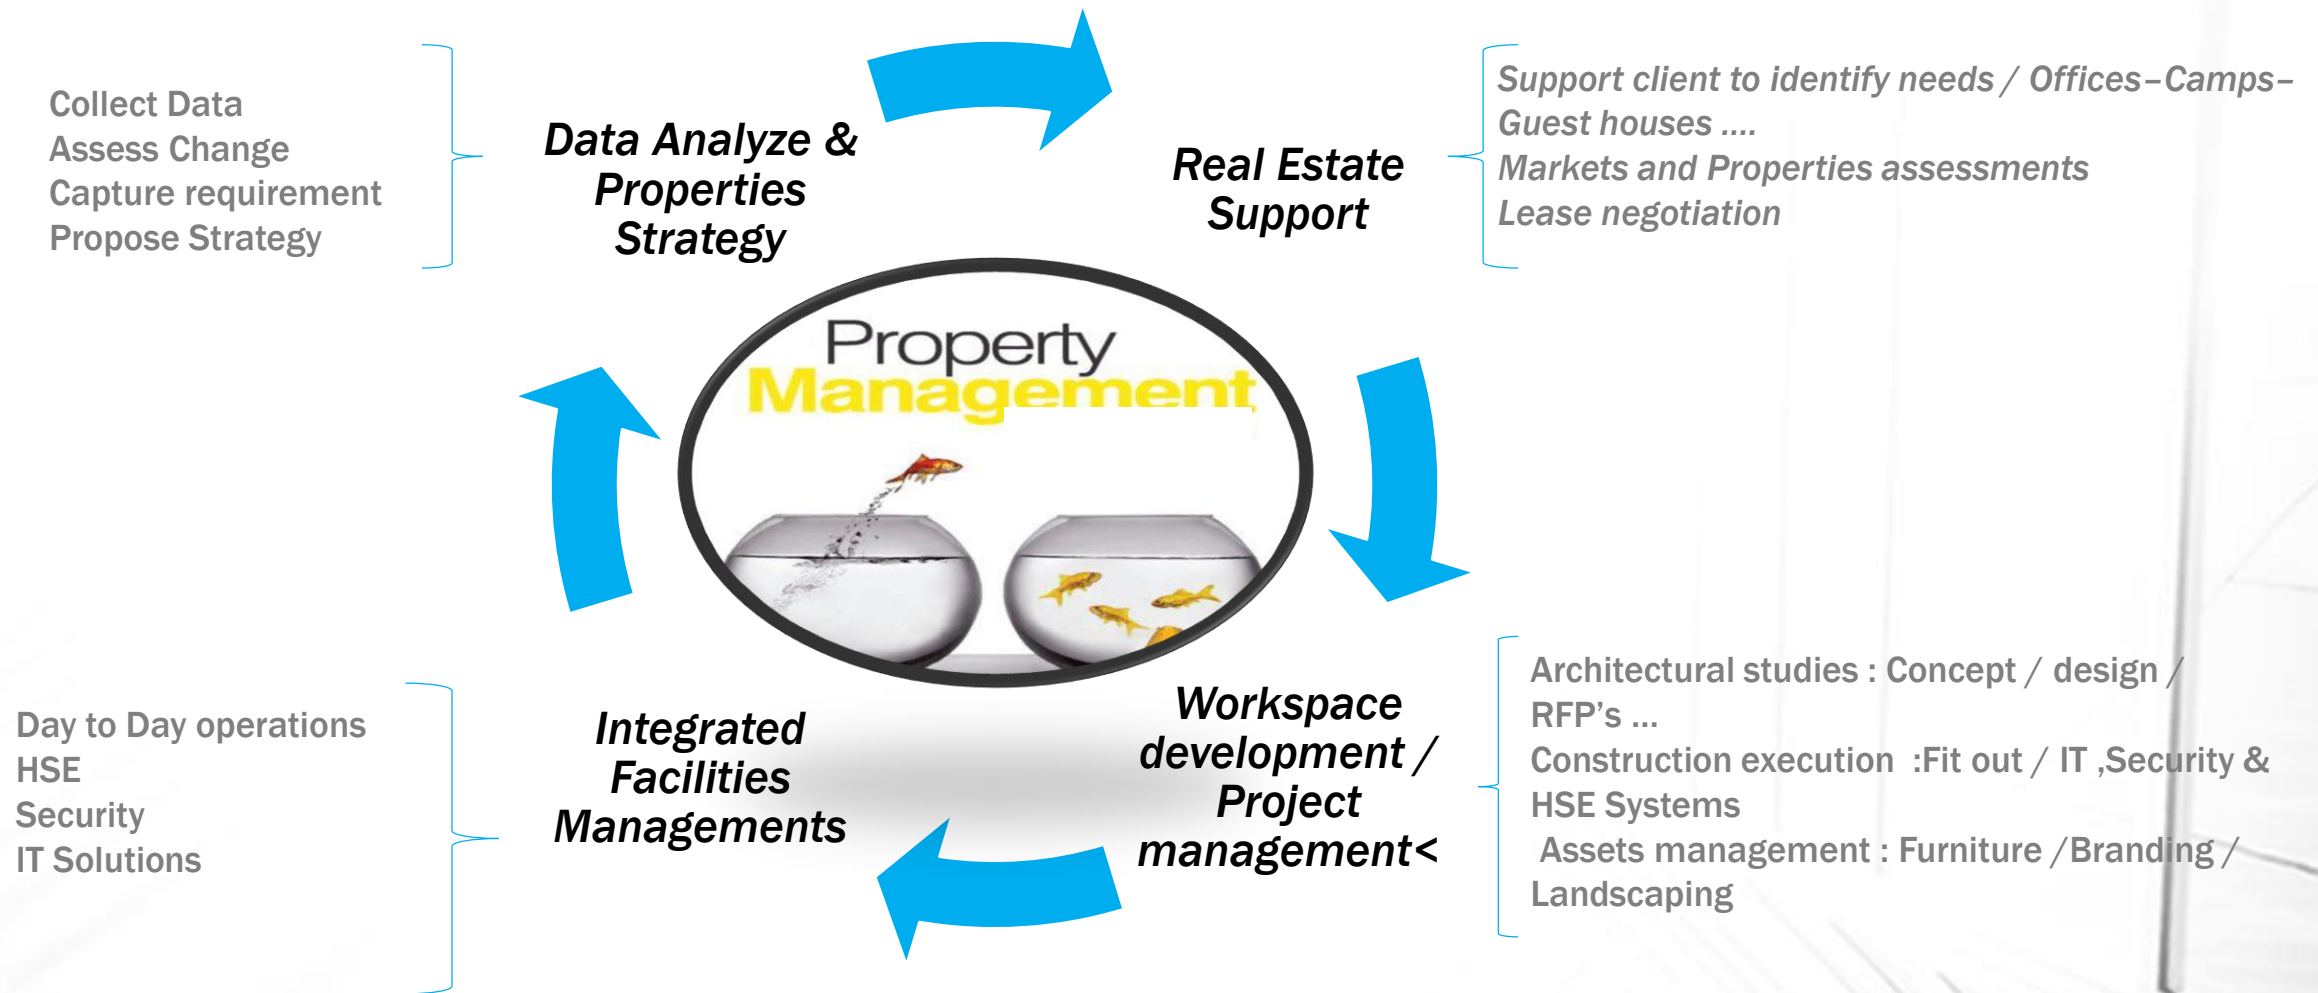 Collect Data
Assess Change
Capture requirement
Propose Strategy
Data Analyze &
Properties
Strategy
Real Estate
Support
Support client to identify needs / Offices–Camps–
Guest houses ....
Markets and Properties assessments
Lease negotiation
Property
Management
Day to Day operations
HSE
Security
IT Solutions
Integrated
Facilities
Managements
Workspace
development /
Project
management<
Architectural studies : Concept / design /
RFP’s ...
Construction execution  :Fit out / IT ,Security &
HSE Systems
Assets management : Furniture /Branding /
Landscaping